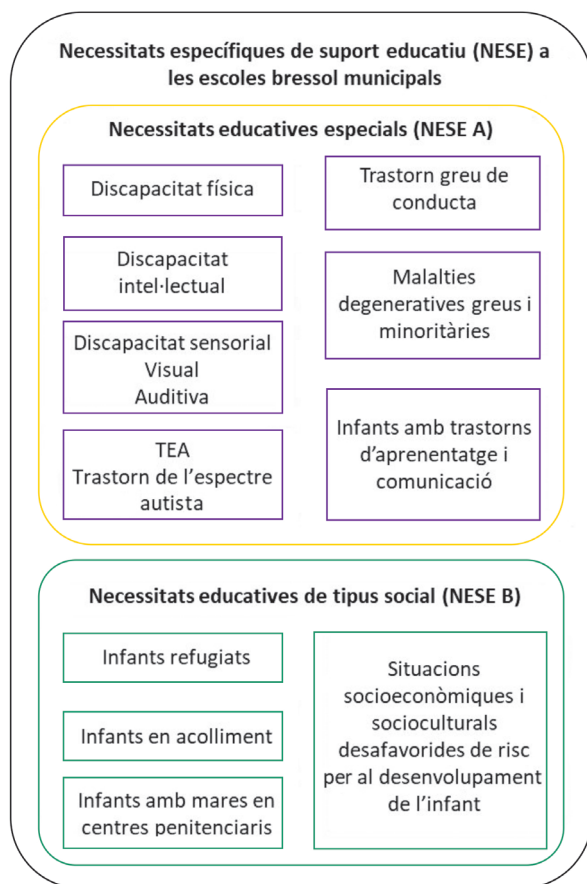 Necessitats específiques de suport educatiu (NESE) a
les escoles bressol municipals
Necessitats educatives especials (NESE A)
Discapacitat física
Discapacitat
intel·lectual
Discapacitat sensorial
Visual
Auditiva
TEA
Trastorn de l’espectre
autista
Trastorn greu de
conducta
Malalties
degeneratives greus i
minoritàries
Infants amb trastorns
d’aprenentatge i
comunicació
Necessitats educatives de tipus social (NESE B)
Infants refugiats
Infants en acolliment
Infants amb mares en
centres penitenciaris
Situacions
socioeconòmiques i
socioculturals
desafavorides de risc
per al desenvolupament
de l’infant